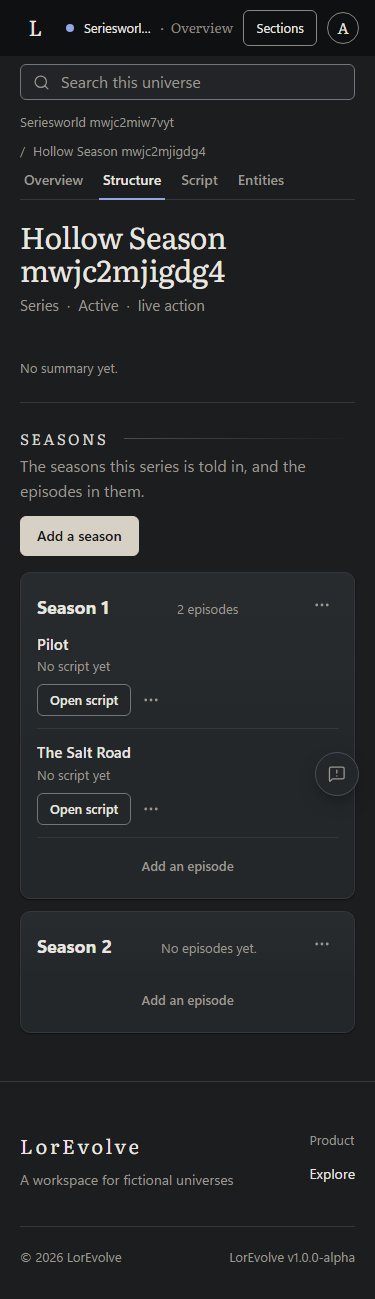 L
Seriesworl... · Overview
Sections
A
Search this universe
Seriesworld mwjc2miw7vyt
/ Hollow Season mwjc2mjigdg4
Overview
Structure
Script
Entities
Hollow Season
mwjc2mjigdg4
Series · Active · live action
No summary yet.
SEASONS
The seasons this series is told in, and the
episodes in them.
Add a season
Season 1
2 episodes
...
Pilot
No script yet
Open script
...
The Salt Road
No script yet
Open script
...
Add an episode
Season 2
No episodes yet.
...
Add an episode
LorEvolve
A workspace for fictional universes
Product
Explore
© 2026 LorEvolve
LorEvolve v1.0.0-alpha